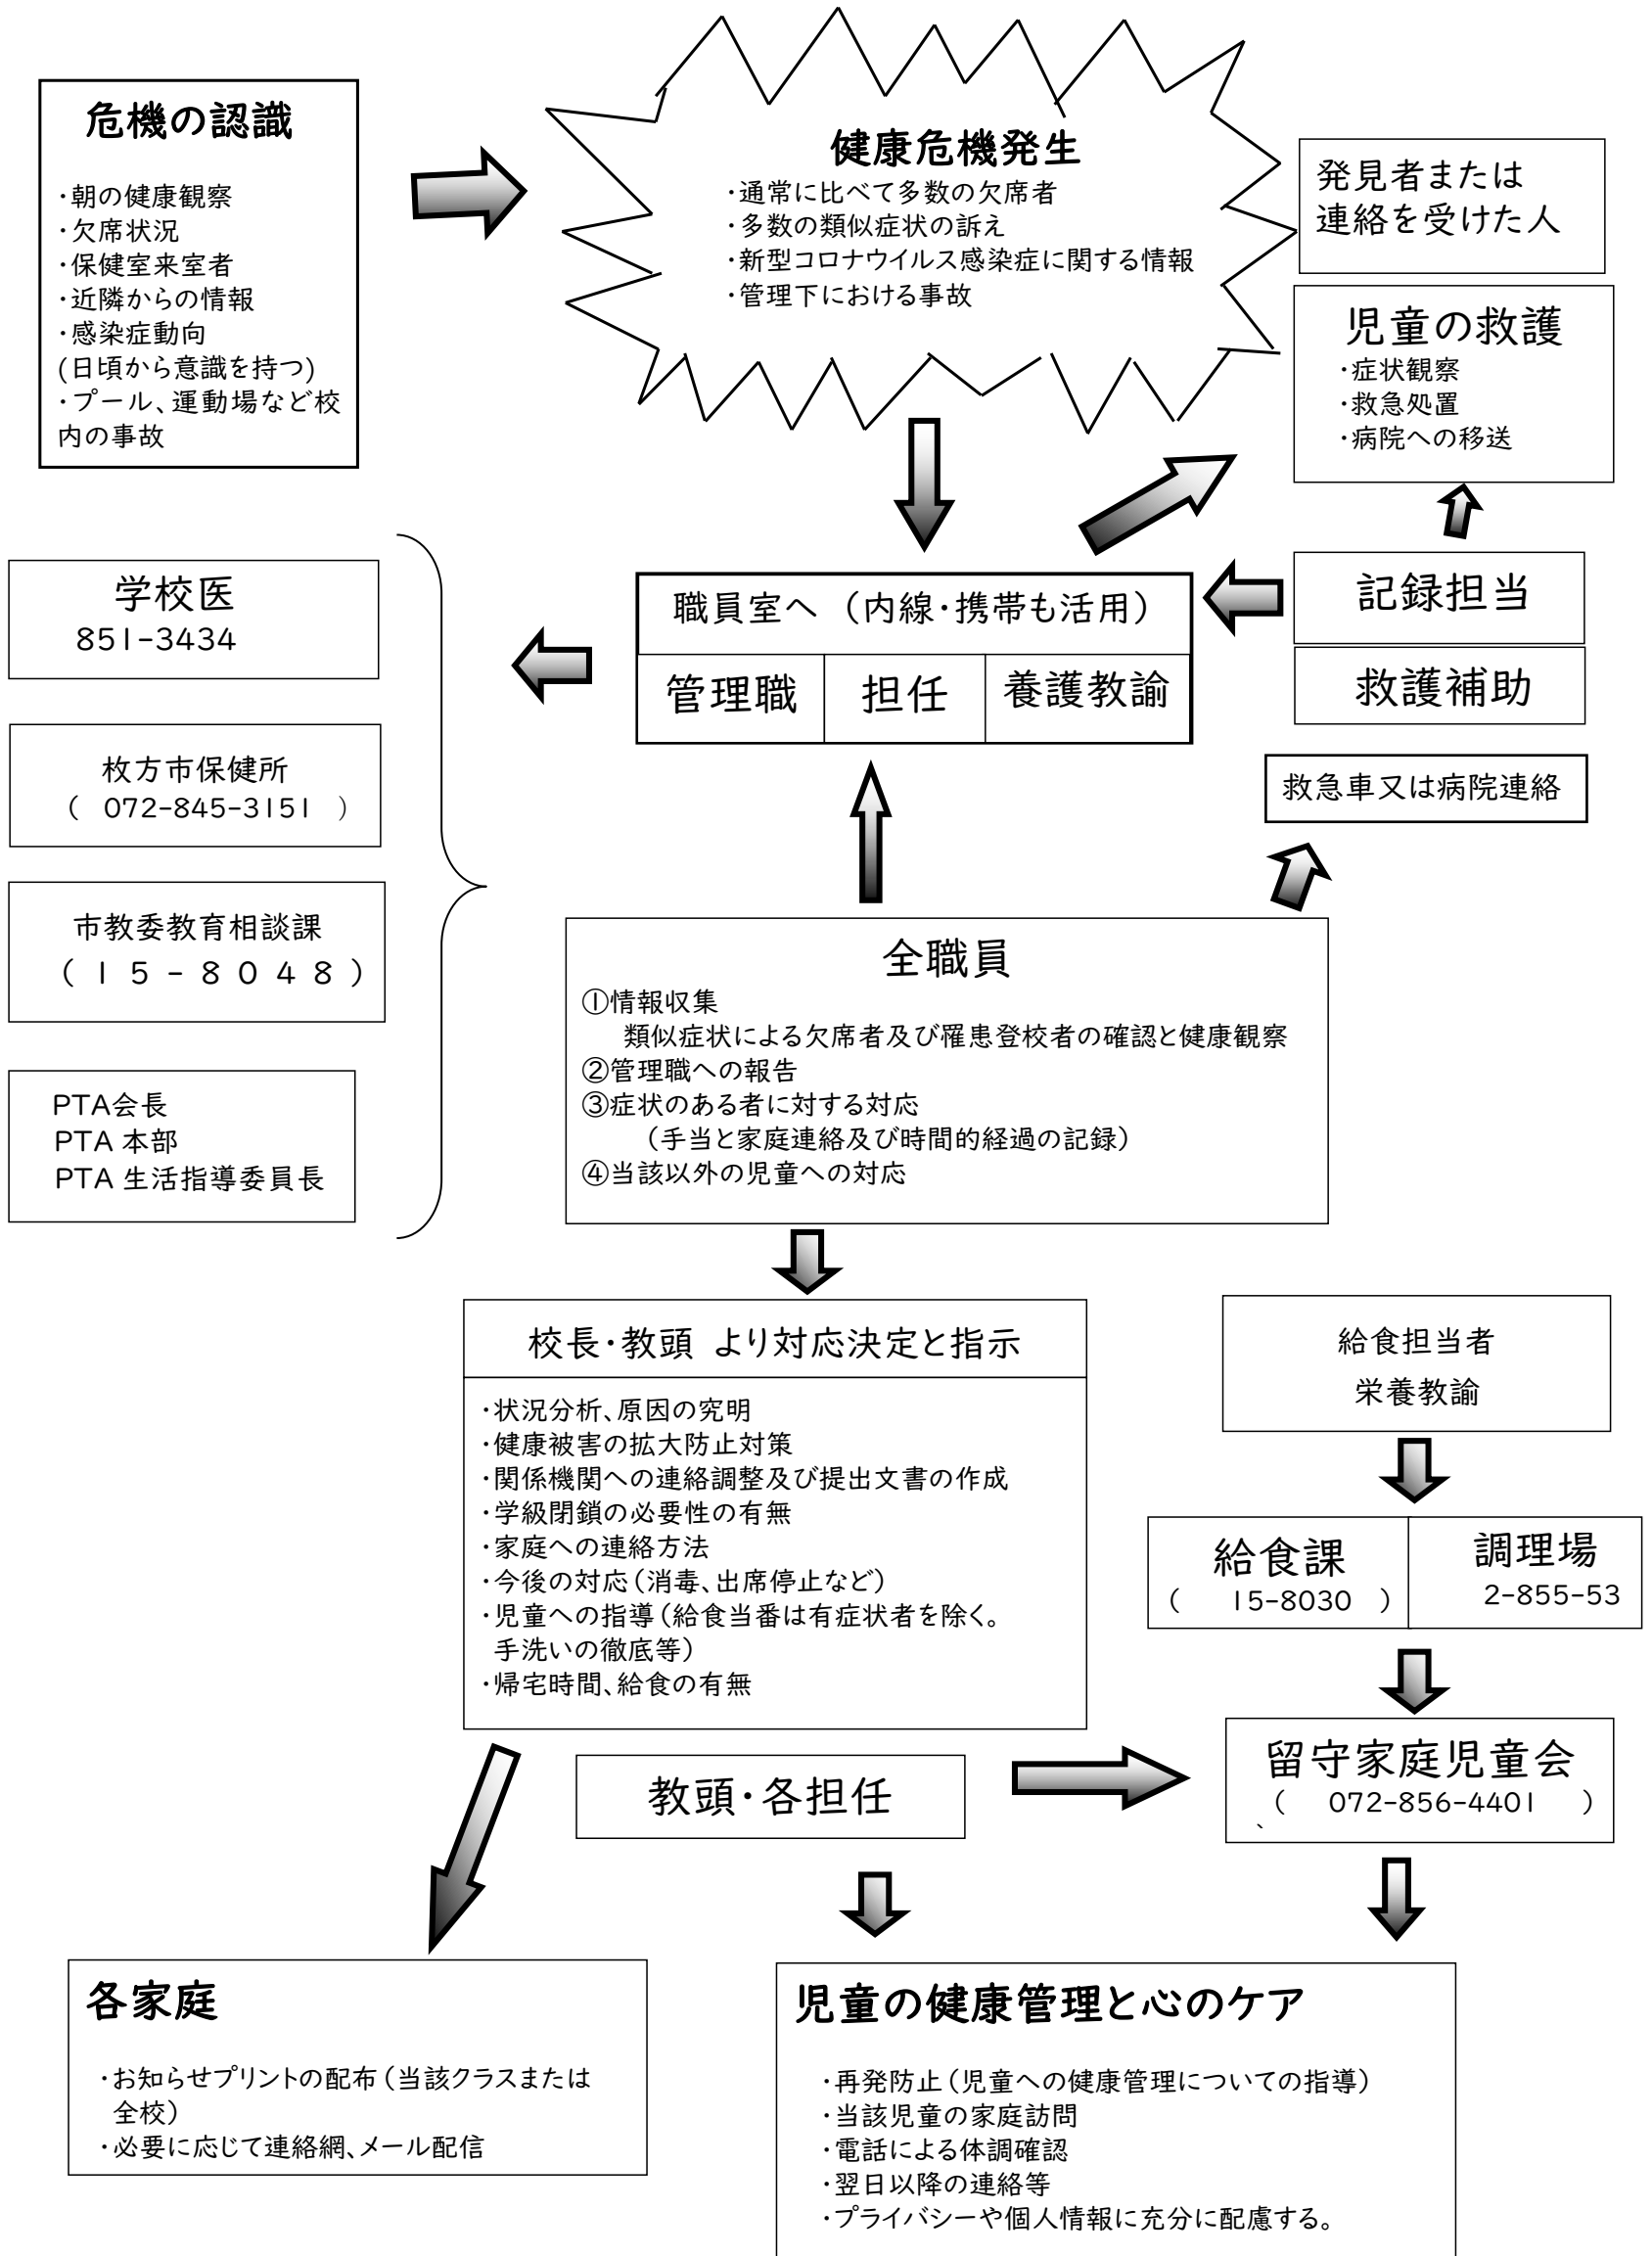 危機の認識
・朝の健康観察
・欠席状況
・保健室来室者
・近隣からの情報
・感染症動向
(日頃から意識を持つ)
・プール、運動場など校
内の事故
健康危機発生
・通常に比べて多数の欠席者
・多数の類似症状の訴え
・新型コロナウイルス感染症に関する情報
・管理下における事故
発見者または
連絡を受けた人
児童の救護
・症状観察
・救急処置
・病院への移送
学校医
851-3434
職員室へ（内線・携帯も活用）
管理職
担任
養護教諭
記録担当
救護補助
枚方市保健所
（ 072-845-3151 ）
救急車又は病院連絡
市教委教育相談課
（１５-８０４８）
全職員
①情報収集
類似症状による欠席者及び罹患登校者の確認と健康観察
②管理職への報告
③症状のある者に対する対応
（手当と家庭連絡及び時間的経過の記録）
④当該以外の児童への対応
PTA会長
PTA 本部
PTA 生活指導委員長
校長・教頭 より対応決定と指示
・状況分析、原因の究明
・健康被害の拡大防止対策
・関係機関への連絡調整及び提出文書の作成
・学級閉鎖の必要性の有無
・家庭への連絡方法
・今後の対応（消毒、出席停止など）
・児童への指導（給食当番は有症状者を除く。
手洗いの徹底等）
・帰宅時間、給食の有無
給食担当者
栄養教諭
給食課
（ 15-8030 ）
調理場
2-855-53
教頭・各担任
留守家庭児童会
（ 072-856-4401 ）
、
各家庭
・お知らせプリントの配布（当該クラスまたは
全校）
・必要に応じて連絡網、メール配信
児童の健康管理と心のケア
・再発防止（児童への健康管理についての指導）
・当該児童の家庭訪問
・電話による体調確認
・翌日以降の連絡等
・プライバシーや個人情報に充分に配慮する。